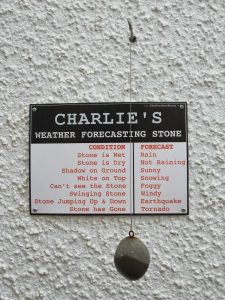 CHARLIE'S
WEATHER FORECASTING STONE
CONDITION FORECAST
Stone is Wet Rain
Stone is Dry Not Raining
Shadow on Ground Sunny
White on Top Snowing
Can't see the Stone Foggy
Swinging Stone Windy
Stone Jumping Up & Down Earthquake
Stone has Gone Tornado